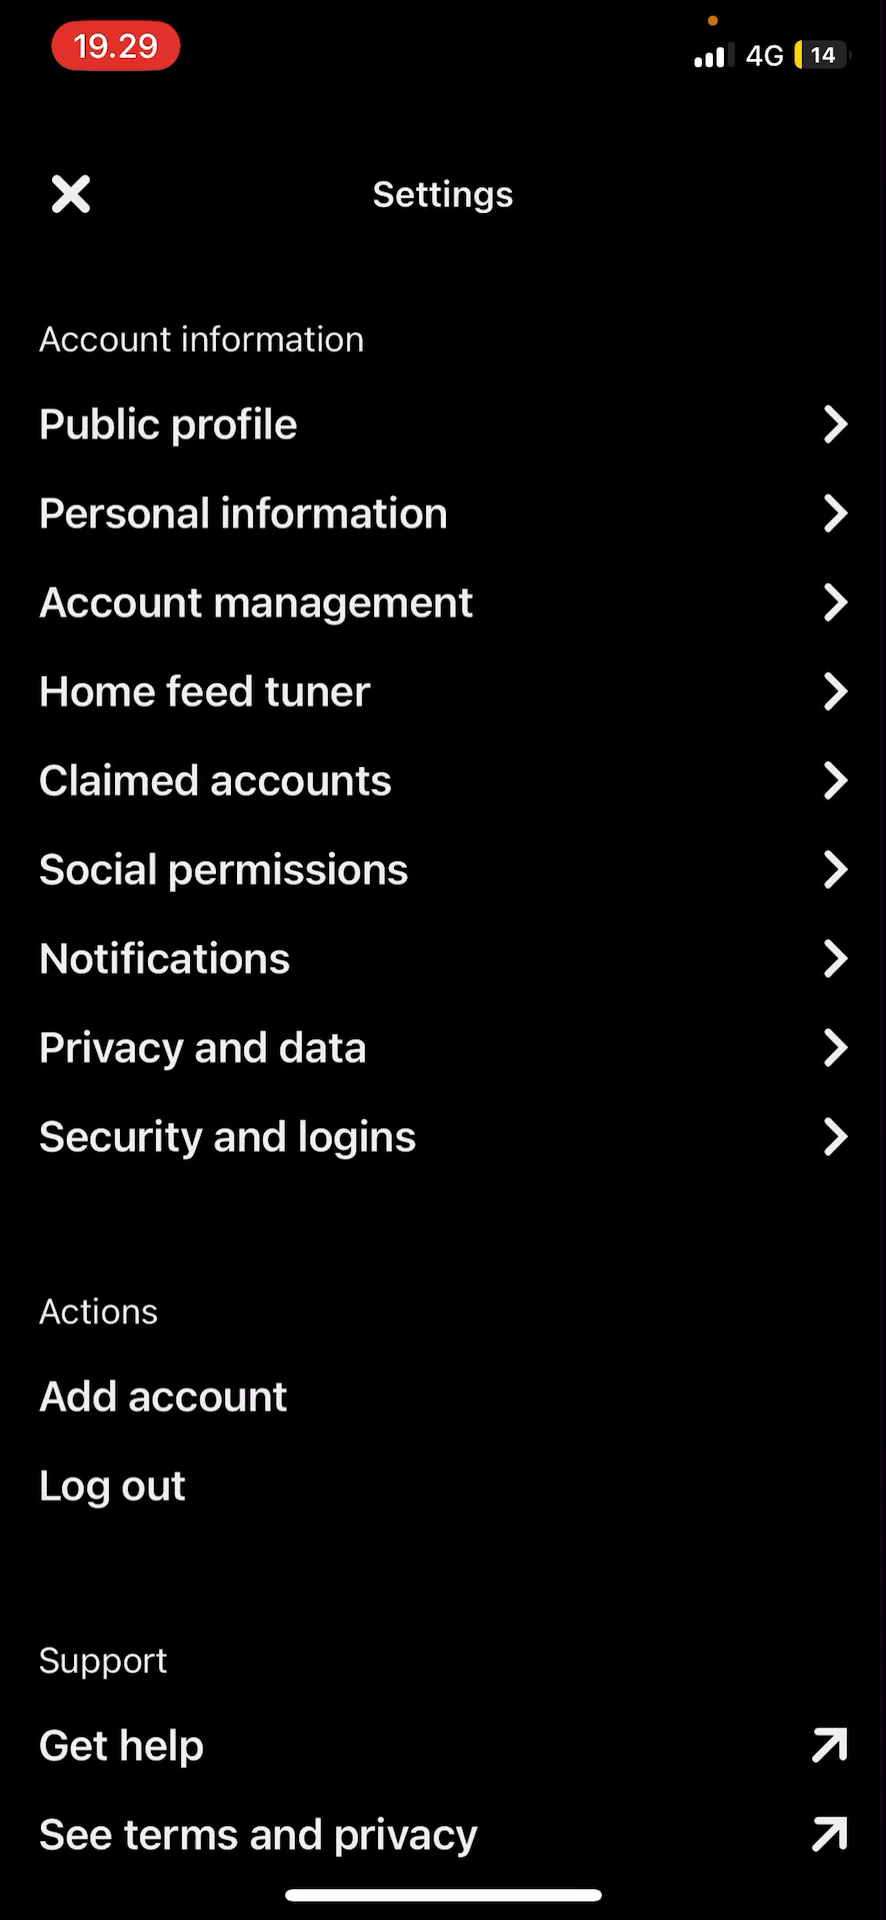 19.29
4G 14
Settings
Account information
Public profile
Personal information
Account management
Home feed tuner
Claimed accounts
Social permissions
Notifications
Privacy and data
Security and logins
Actions
Add account
Log out
Support
Get help
See terms and privacy